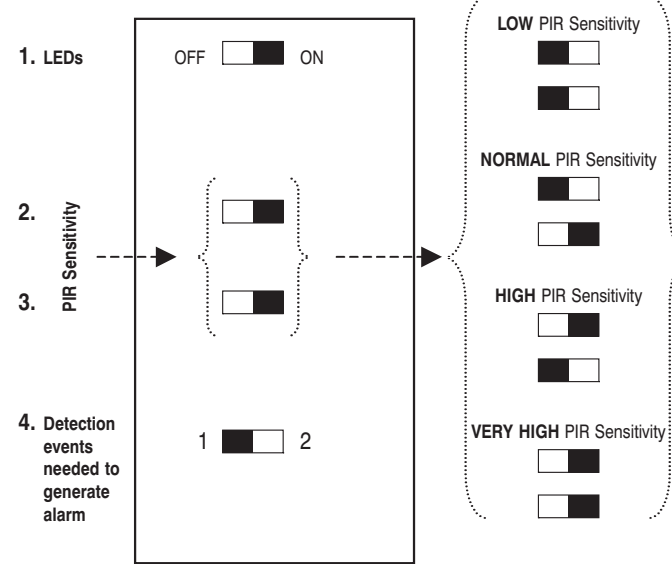 1. LEDs
OFF ON
2.
3.
PIR Sensitivity
4. Detection
events
needed to
generate
alarm
1 2
LOW PIR Sensitivity
NORMAL PIR Sensitivity
HIGH PIR Sensitivity
VERY HIGH PIR Sensitivity